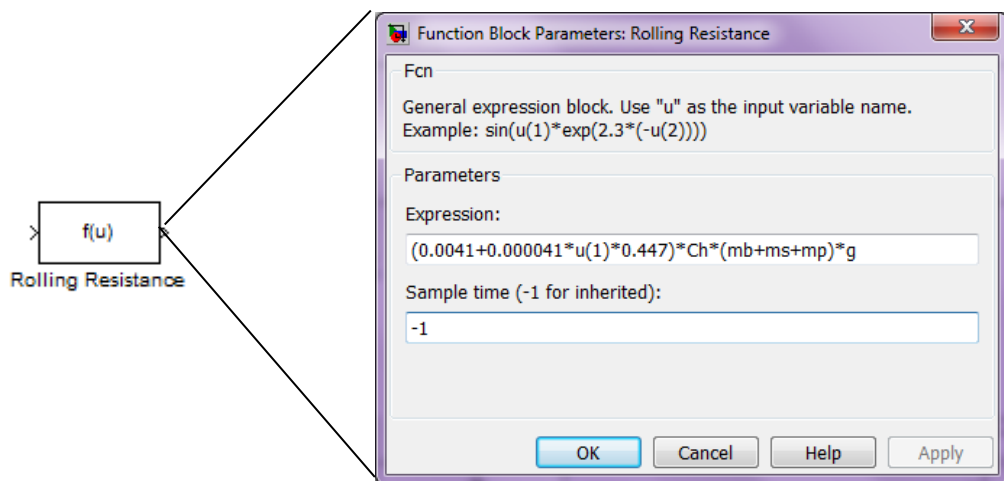 Function Block Parameters: Rolling Resistance
X
Fcn
General expression block. Use "u" as the input variable name.
Example: sin(u(1)*exp(2.3*(-u(2))))
Parameters
Expression:
(0.0041+0.000041*u(1)*0.447)*Ch*(mb+ms+mp)*g
Sample time (-1 for inherited):
-1
OK Cancel Help Apply
f(u)
Rolling Resistance